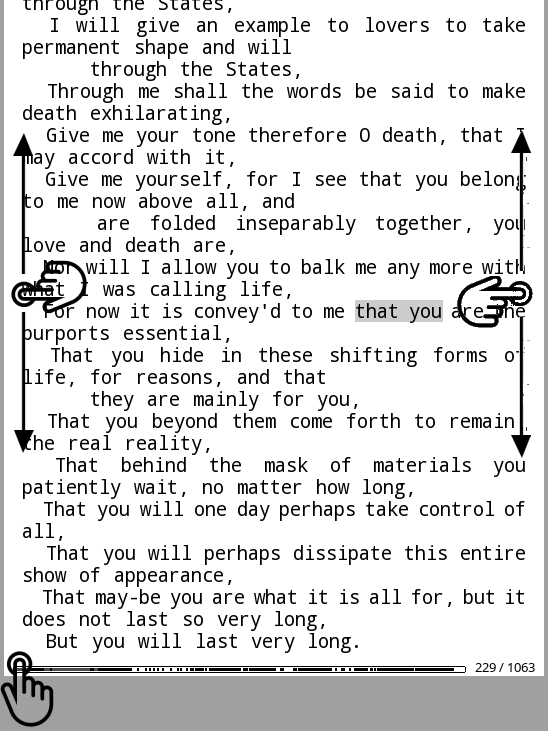 through the States,
I will give an example to lovers to take
permanent shape and will
through the States,
Through me shall the words be said to make
death exhilarating,
Give me your tone therefore O death, that I
may accord with it,
Give me yourself, for I see that you belong
to me now above all, and
are folded inseparably together, you
love and death are,
Nor will I allow you to balk me any more with
what I was calling life,
For now it is convey'd to me that you are the
purports essential,
That you hide in these shifting forms of
life, for reasons, and that
they are mainly for you,
That you beyond them come forth to remain,
the real reality,
That behind the mask of materials you
patiently wait, no matter how long,
That you will one day perhaps take control of
all,
That you will perhaps dissipate this entire
show of appearance,
That may-be you are what it is all for, but it
does not last so very long,
But you will last very long.
229 / 1063